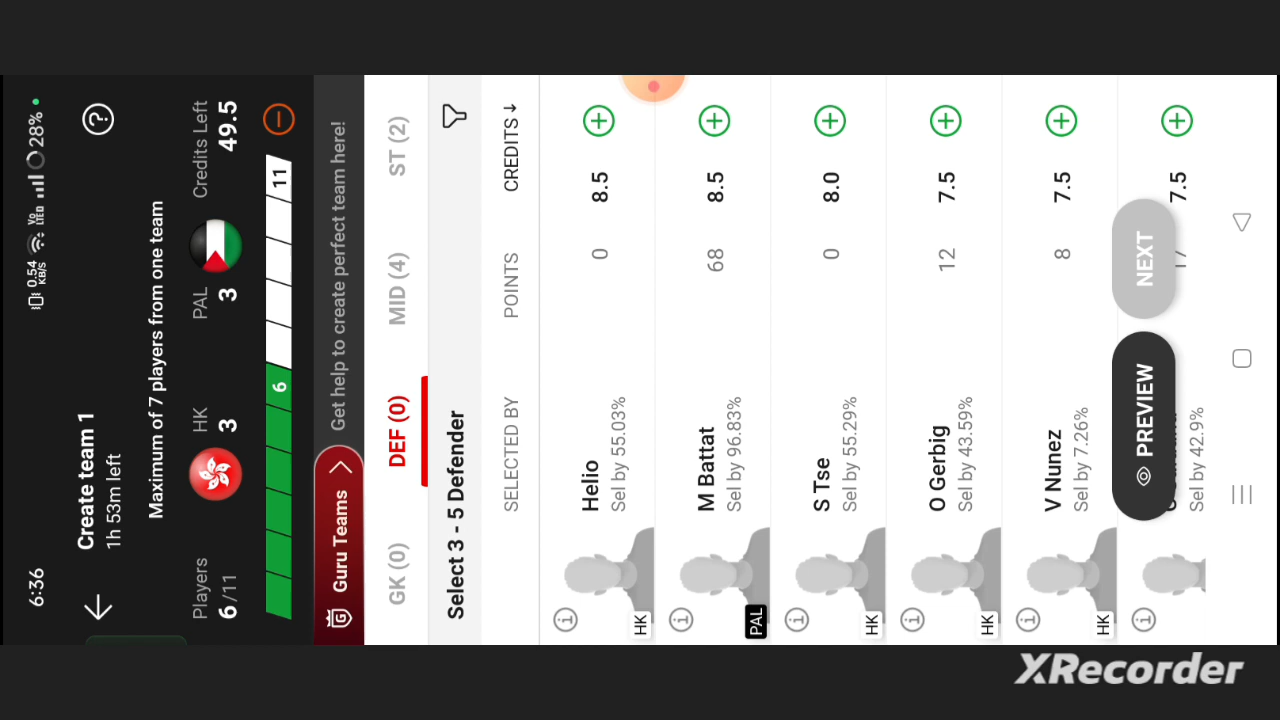 6:36
0.54 KB/S
Vo LTED
28%
Create team 1
1h 53m left
?
Maximum of 7 players from one team
Players
6 /11
HK
3
PAL
3
Credits Left
49.5
6
11
Guru Teams
Get help to create perfect team here!
GK (0)
DEF (0)
MID (4)
ST (2)
Select 3 - 5 Defender
SELECTED BY
POINTS
CREDITS
HK
Helio
Sel by 55.03%
0
8.5
PAL
M Battat
Sel by 96.83%
68
8.5
HK
S Tse
Sel by 55.29%
0
8.0
HK
O Gerbig
Sel by 43.59%
12
7.5
HK
V Nunez
Sel by 7.26%
8
7.5
Sel by 42.9%
7.5
PREVIEW
NEXT
XRecorder